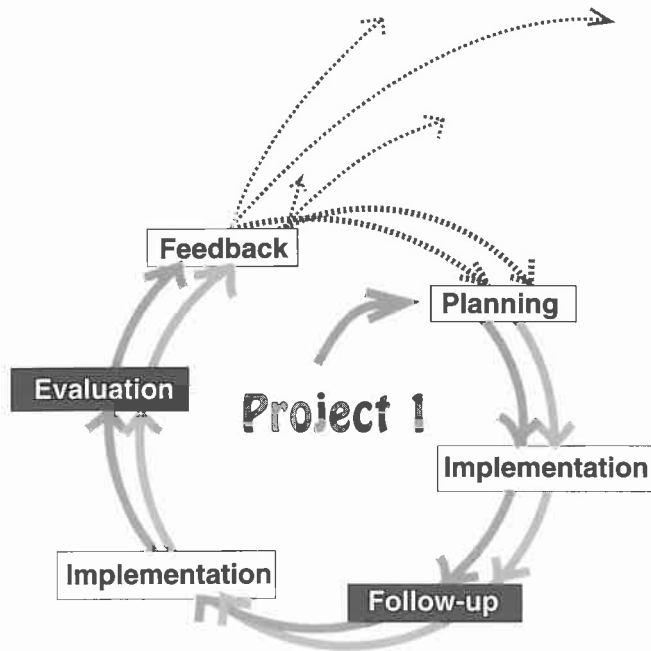 Feedback
Planning
Evaluation
Project 1
Implementation
Implementation
Follow-up